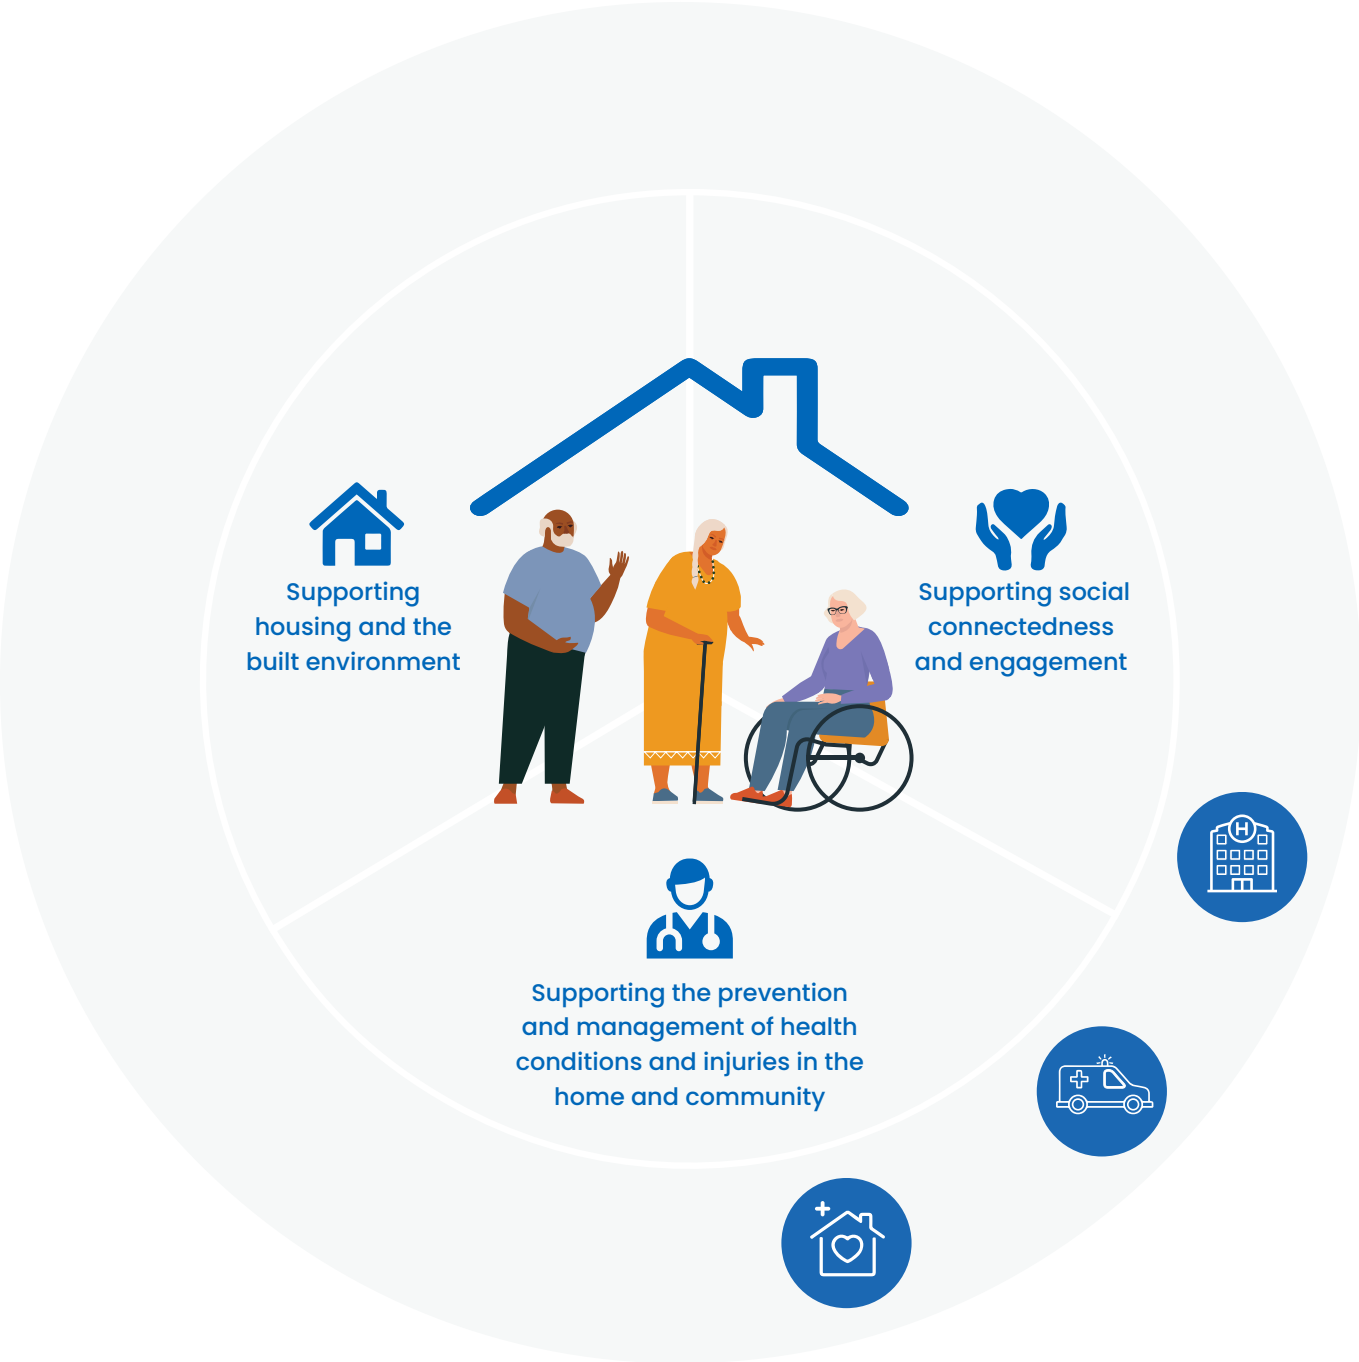 Supporting
housing and the
built environment
Supporting social
connectedness
and engagement
H
Supporting the prevention
and management of health
conditions and injuries in the
home and community